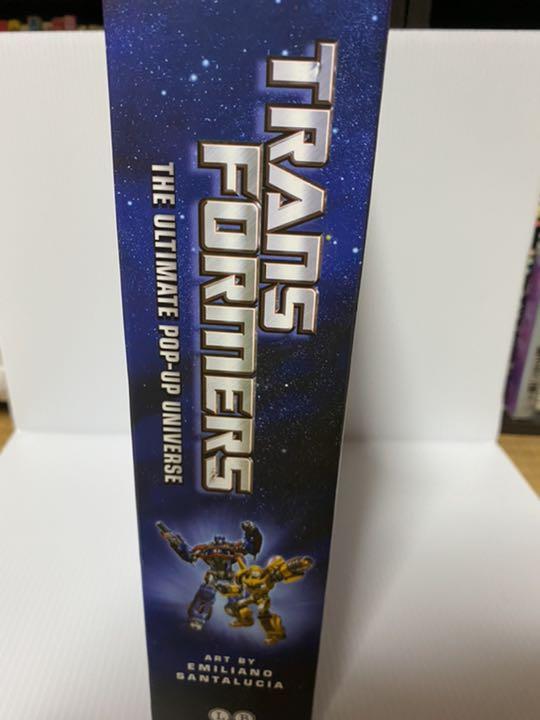 TRANS
FORMERS
THE ULTIMATE POP-UP UNIVERSE
ART BY
EMILIANO
SANTALUCIA
L B